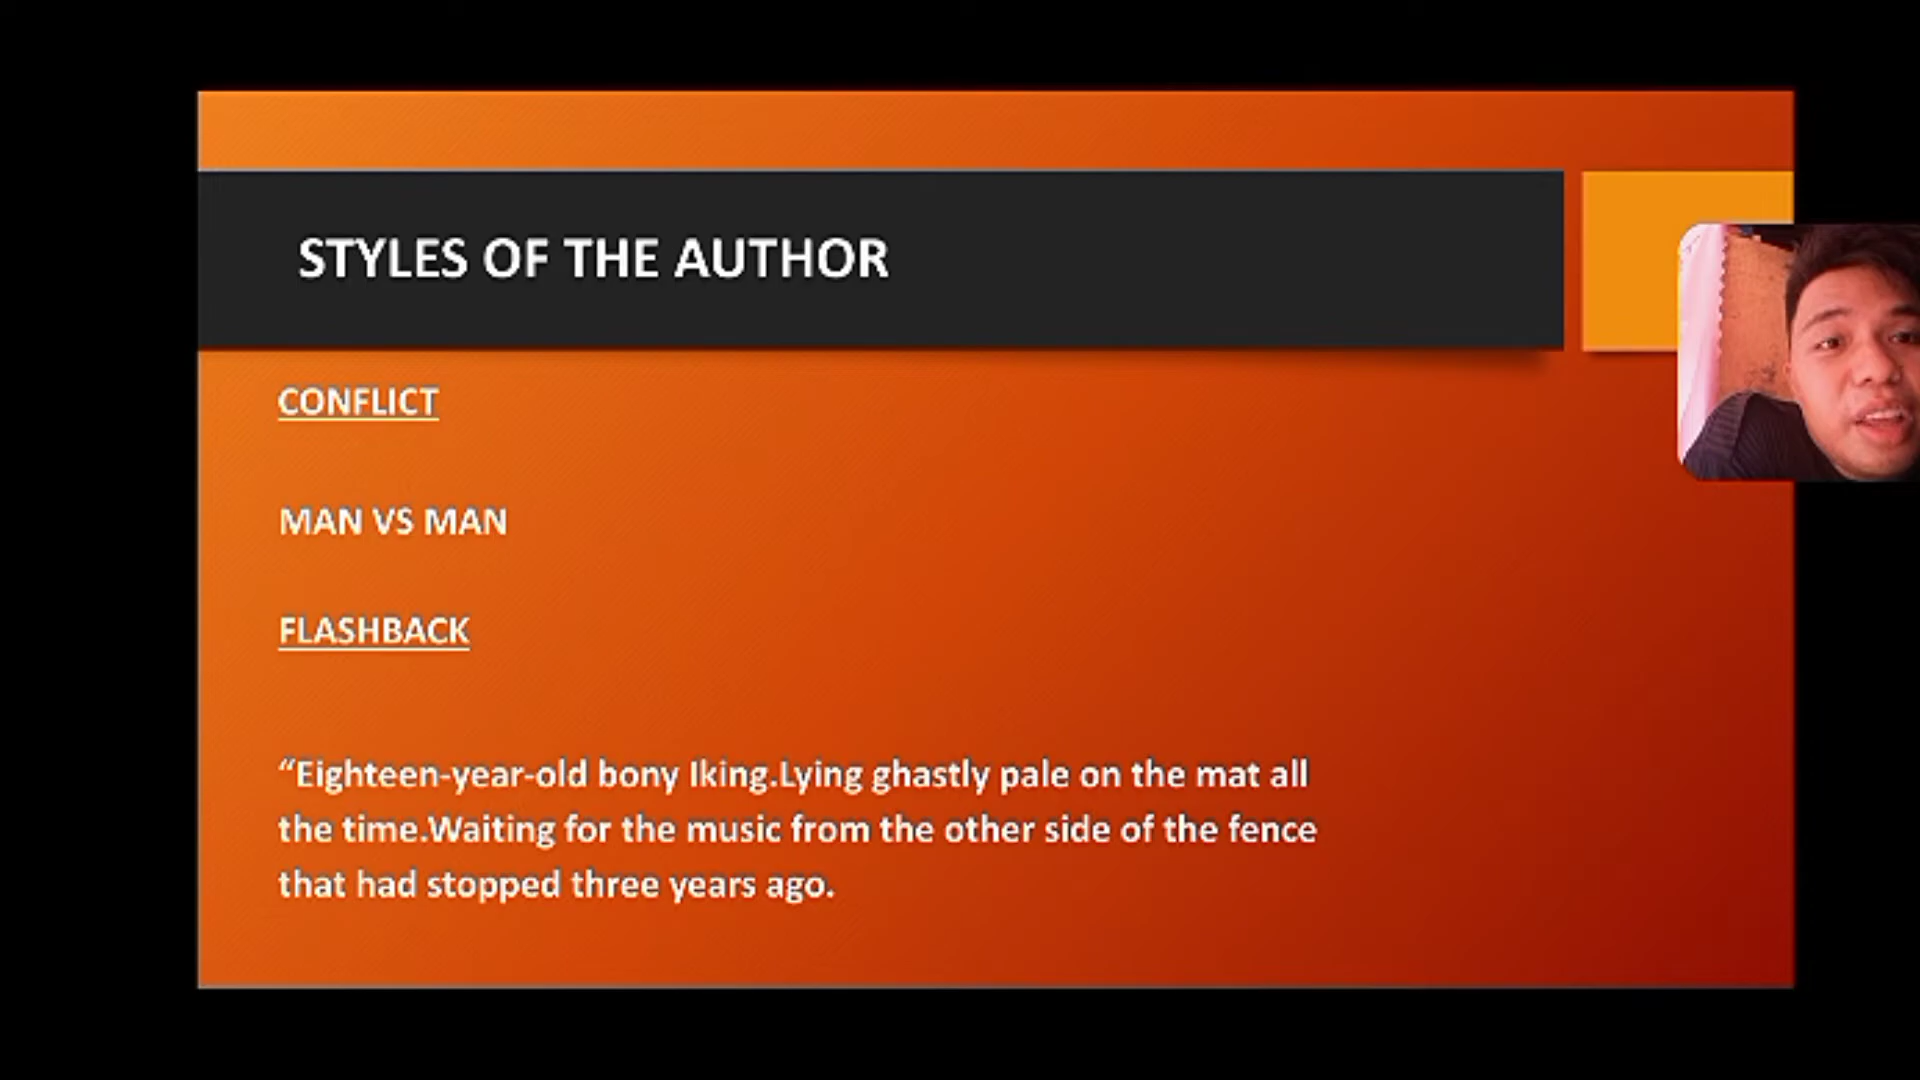 STYLES OF THE AUTHOR
CONFLICT
MAN VS MAN
FLASHBACK
“Eighteen-year-old bony Iking.Lying ghastly pale on the mat all
the time.Waiting for the music from the other side of the fence
that had stopped three years ago.